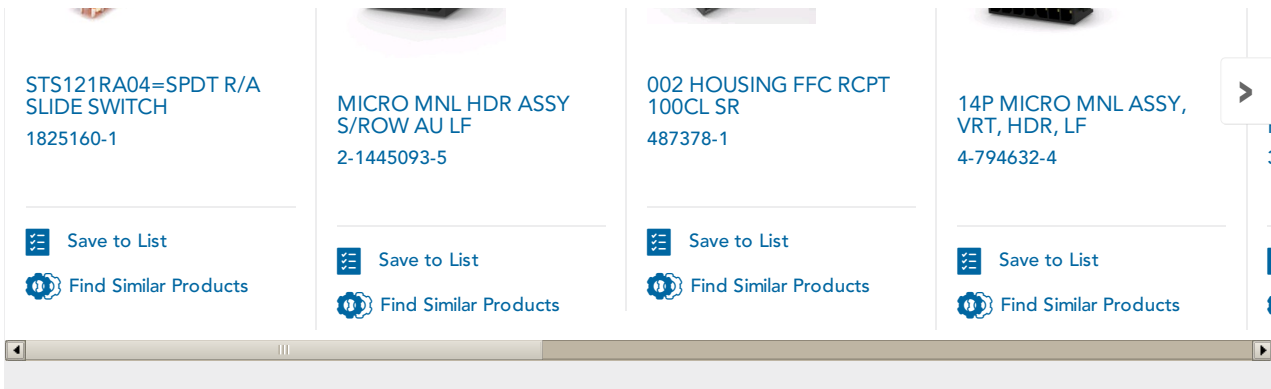 STS121RA04=SPDT R/A
SLIDE SWITCH
1825160-1
Save to List
Find Similar Products
MICRO MNL HDR ASSY
S/ROW AU LF
2-1445093-5
Save to List
Find Similar Products
002 HOUSING FFC RCPT
100CL SR
487378-1
Save to List
Find Similar Products
14P MICRO MNL ASSY,
VRT, HDR, LF
4-794632-4
Save to List
Find Similar Products